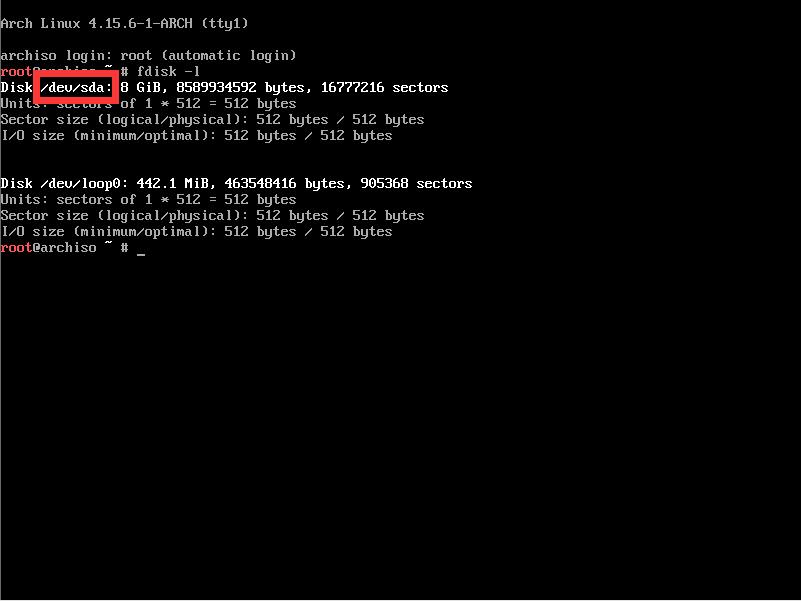 Arch Linux 4.15.6-1-ARCH (tty1)
archiso login: root (automatic login)
root@archiso ~ # fdisk -l
Disk /dev/sda: 8 GiB, 8589934592 bytes, 16777216 sectors
Units: sectors of 1 * 512 = 512 bytes
Sector size (logical/physical): 512 bytes / 512 bytes
I/O size (minimum/optimal): 512 bytes / 512 bytes
Disk /dev/loop0: 442.1 MiB, 463548416 bytes, 905368 sectors
Units: sectors of 1 * 512 = 512 bytes
Sector size (logical/physical): 512 bytes / 512 bytes
I/O size (minimum/optimal): 512 bytes / 512 bytes
root@archiso ~ # _